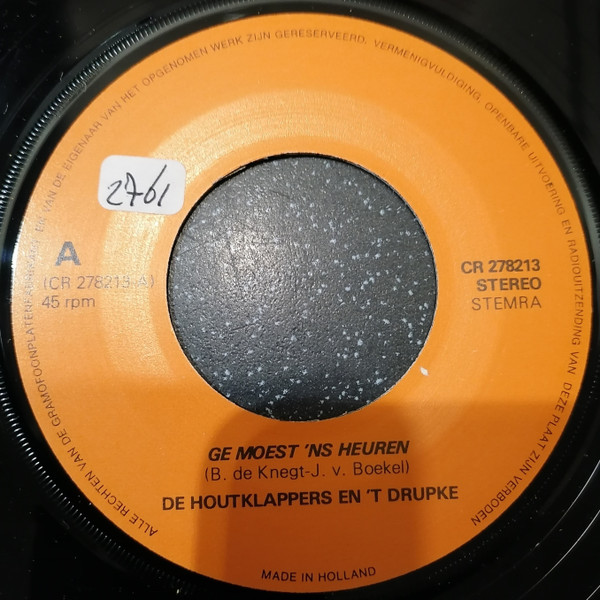 ALLE RECHTEN VAN DE GRAMOFOONPLATENFABRIKANT EN VAN DE EIGENAAR VAN HET OPGENOMEN WERK ZIJN GERESERVEERD. VERMENIGVULDIGING, OPENBARE UITVOERING EN RADIOUITZENDING VAN DEZE PLAAT ZIJN VERBODEN
2761
A
(CR 278213-A)
45 rpm
CR 278213
STEREO
STEMRA
GE MOEST 'NS HEUREN
(B. de Knegt-J. v. Boekel)
DE HOUTKLAPPERS EN 'T DRUPKE
MADE IN HOLLAND